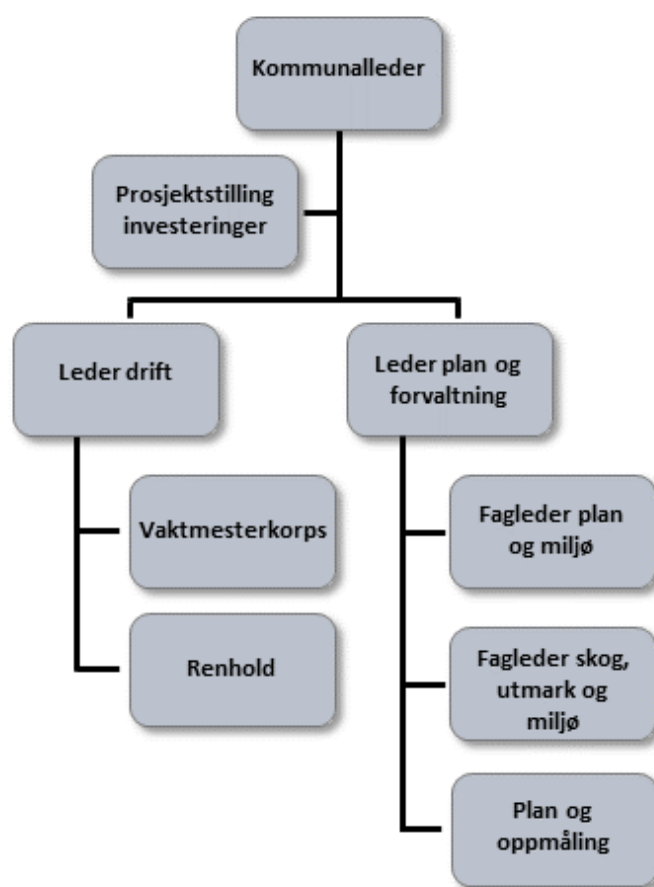 Kommunalleder
Prosjektstilling
investeringer
Leder drift
Leder plan og
forvaltning
Vaktmesterkorps
Renhold
Fagleder plan
og miljø
Fagleder skog,
utmark og
miljø
Plan og
oppmåling